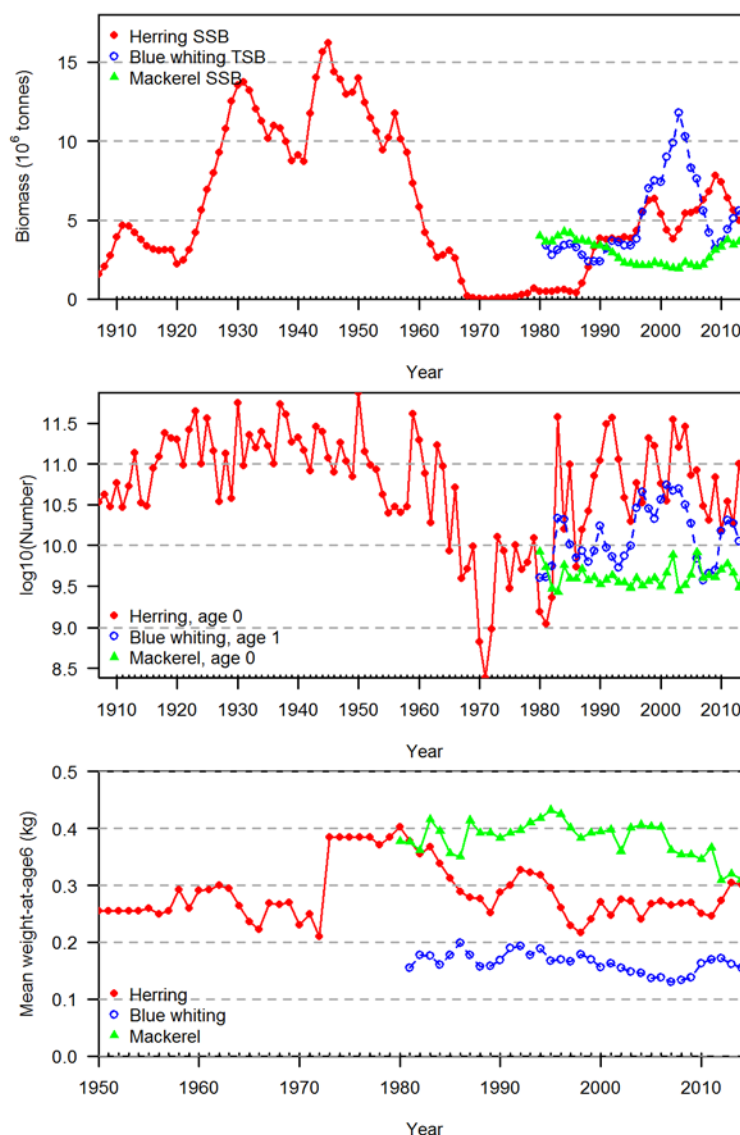 Herring SSB
Blue whiting TSB
Mackerel SSB
Biomass (10⁶ tonnes)
15
10
5
0
1910 1920 1930 1940 1950 1960 1970 1980 1990 2000 2010
Year
log10(Number)
11.5
11.0
10.5
10.0
9.5
9.0
8.5
Herring, age 0
Blue whiting, age 1
Mackerel, age 0
1910 1920 1930 1940 1950 1960 1970 1980 1990 2000 2010
Year
Mean weight-at-age6 (kg)
0.5
0.4
0.3
0.2
0.1
0.0
Herring
Blue whiting
Mackerel
1950 1960 1970 1980 1990 2000 2010
Year